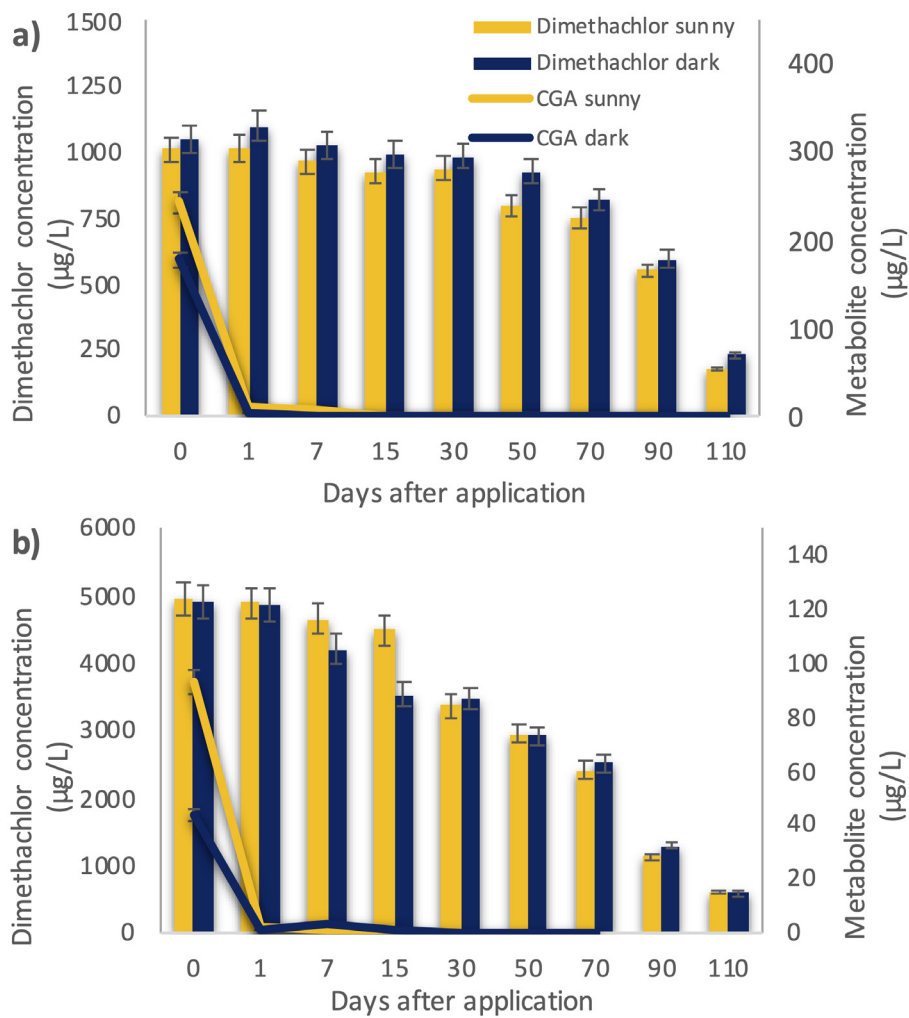 a)
Dimethachlor sunny
Dimethachlor dark
CGA sunny
CGA dark
Dimethachlor concentration
(µg/L)
1500
1250
1000
750
500
250
0
400
300
200
100
0
Metabolite concentration
(µg/L)
0 1 7 15 30 50 70 90 110
Days after application
b)
Dimethachlor concentration
(µg/L)
6000
5000
4000
3000
2000
1000
0
140
120
100
80
60
40
20
0
Metabolite concentration
(µg/L)
0 1 7 15 30 50 70 90 110
Days after application